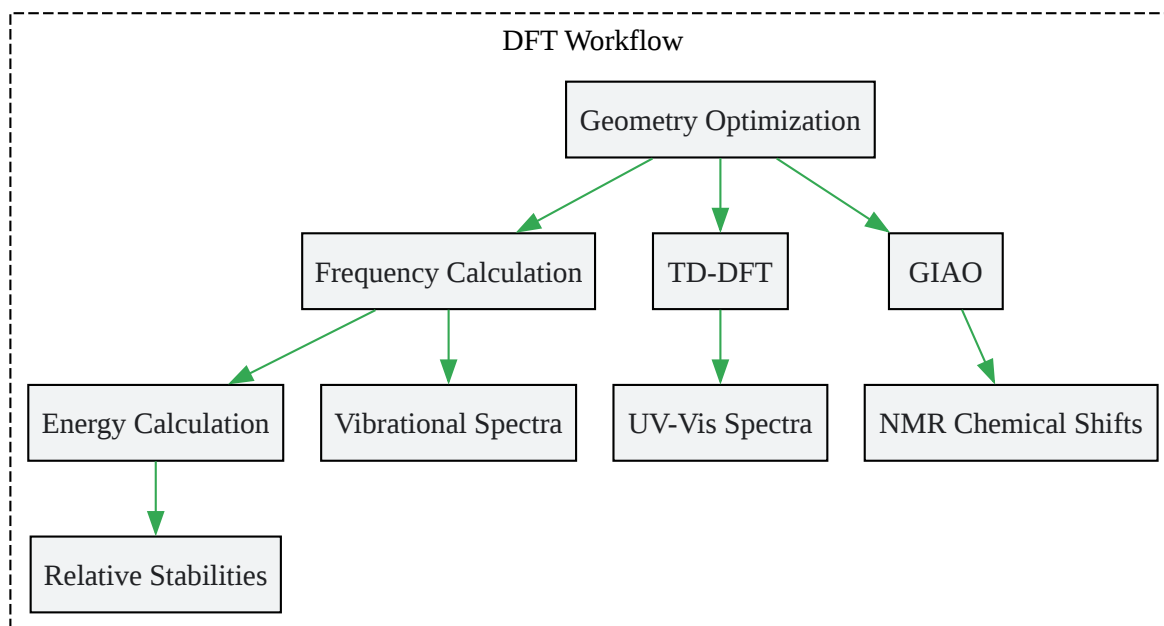 DFT Workflow
Geometry Optimization
Frequency Calculation
TD-DFT
GIAO
Energy Calculation
Vibrational Spectra
UV-Vis Spectra
NMR Chemical Shifts
Relative Stabilities